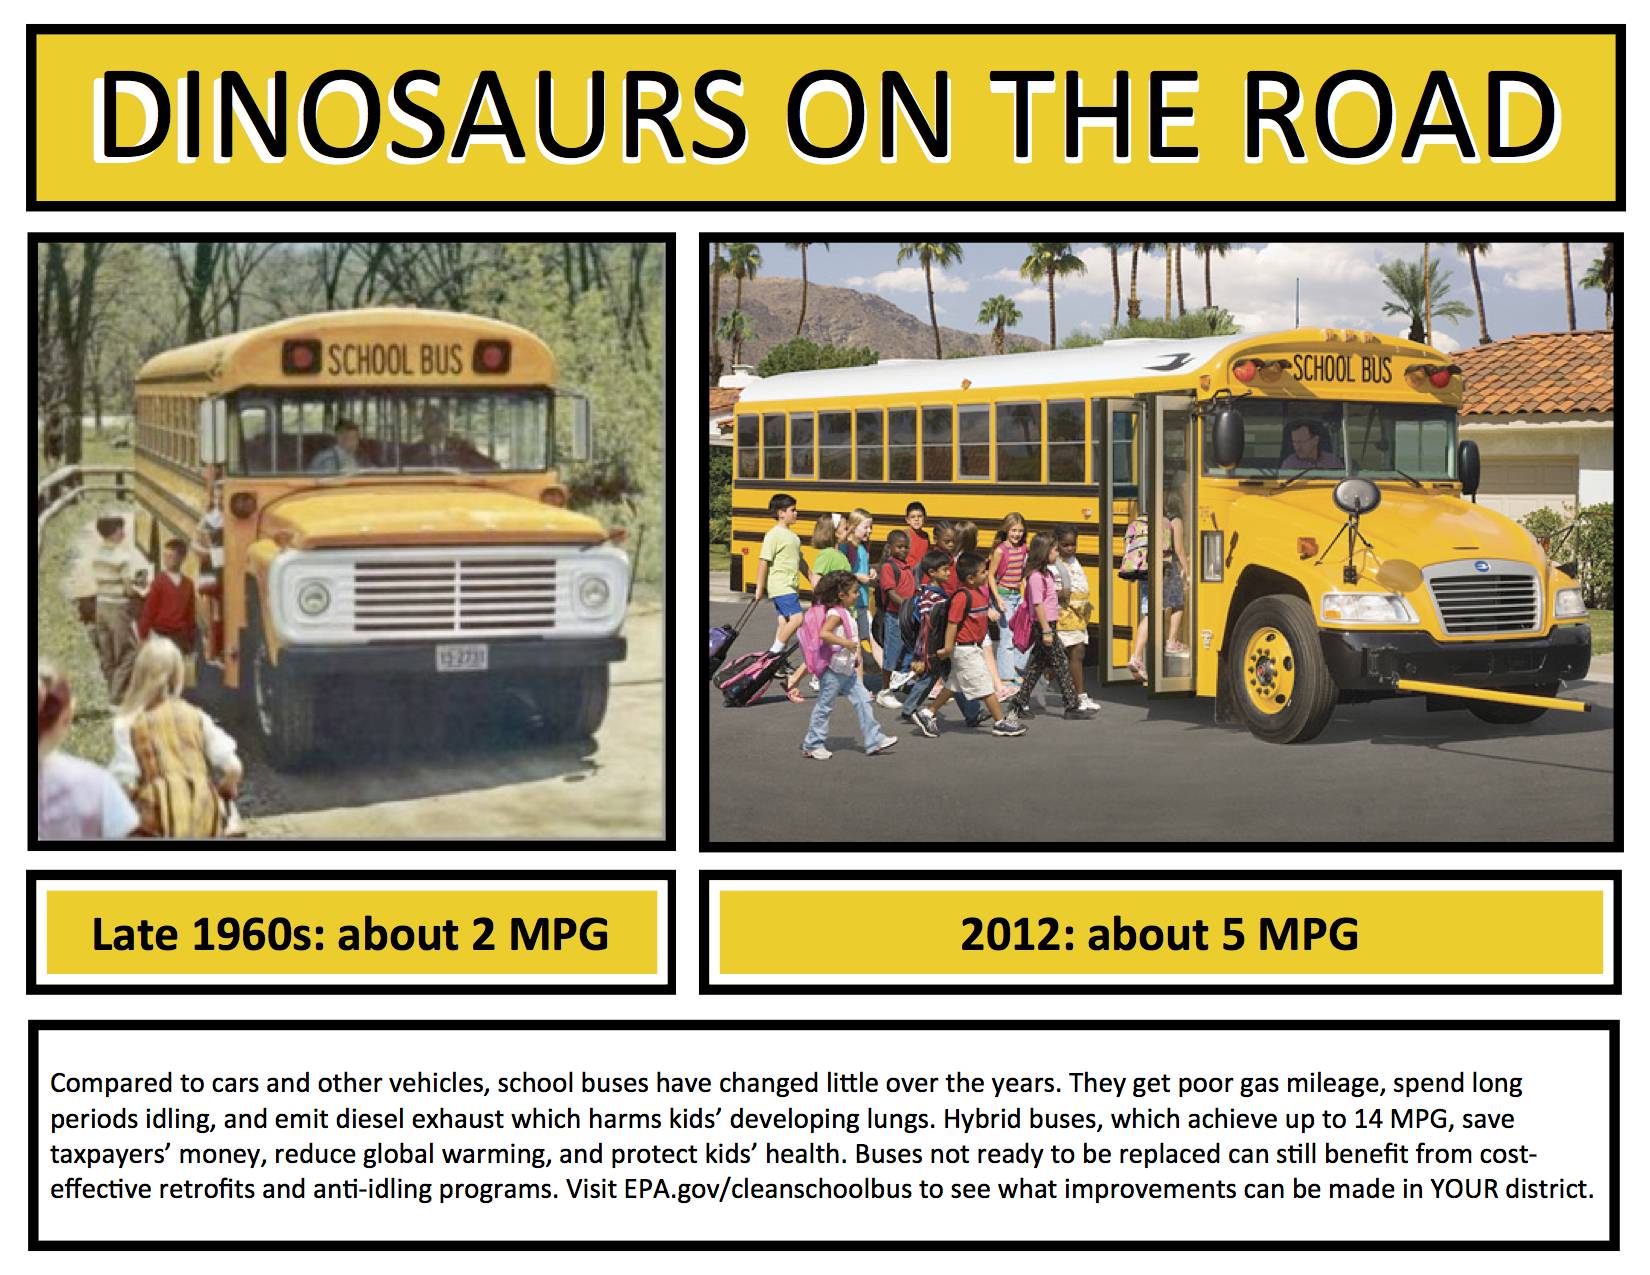 DINOSAURS ON THE ROAD
SCHOOL BUS
13-2731
SCHOOL BUS
Late 1960s: about 2 MPG
2012: about 5 MPG
Compared to cars and other vehicles, school buses have changed little over the years. They get poor gas mileage, spend long
periods idling, and emit diesel exhaust which harms kids’ developing lungs. Hybrid buses, which achieve up to 14 MPG, save
taxpayers’ money, reduce global warming, and protect kids’ health. Buses not ready to be replaced can still benefit from cost-
effective retrofits and anti-idling programs. Visit EPA.gov/cleanschoolbus to see what improvements can be made in YOUR district.